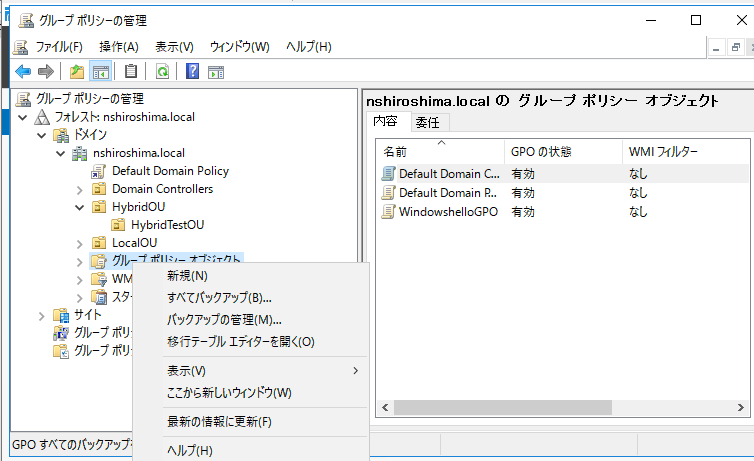 グループ ポリシーの管理
ファイル(F) 操作(A) 表示(V) ウィンドウ(W) ヘルプ(H)
グループ ポリシーの管理
フォレスト: nshiroshima.local
ドメイン
nshiroshima.local
Default Domain Policy
Domain Controllers
HybridOU
HybridTestOU
LocalOU
グループ ポリシー オブジェクト
WM
スター
サイト
グループ ポリ
グループ ポリ
新規(N)
すべてバックアップ(B)...
バックアップの管理(M)...
移行テーブル エディターを開く(O)
表示(V)
ここから新しいウィンドウ(W)
最新の情報に更新(F)
ヘルプ(H)
nshiroshima.local の グループ ポリシー オブジェクト
内容 委任
名前 GPO の状態 WMI フィルター
Default Domain C... 有効 なし
Default Domain P... 有効 なし
WindowshelloGPO 有効 なし
GPO すべてのバックアップ